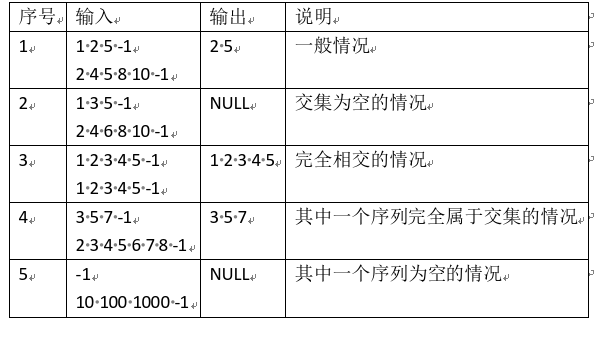 序号 输入 输出 说明
1 1 2 5 -1 2 5 一般情况
2 4 5 8 10 -1
2 1 3 5 -1 NULL 交集为空的情况
2 4 6 8 10 -1
3 1 2 3 4 5 -1 1 2 3 4 5 完全相交的情况
1 2 3 4 5 -1
4 3 5 7 -1 3 5 7 其中一个序列完全属于交集的情况
2 3 4 5 6 7 8 -1
5 -1 NULL 其中一个序列为空的情况
10 100 1000 -1